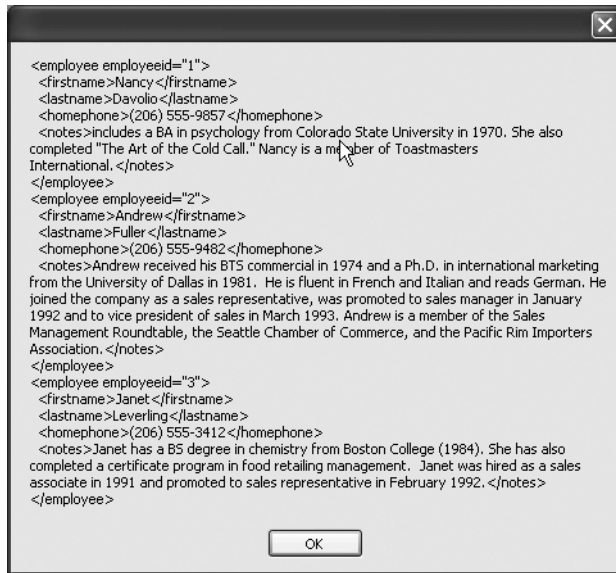 <employee employeeid="1">
<firstname>Nancy</firstname>
<lastname>Davolio</lastname>
<homephone>(206) 555-9857</homephone>
<notes>includes a BA in psychology from Colorado State University in 1970. She also
completed "The Art of the Cold Call." Nancy is a member of Toastmasters
International.</notes>
</employee>
<employee employeeid="2">
<firstname>Andrew</firstname>
<lastname>Fuller</lastname>
<homephone>(206) 555-9482</homephone>
<notes>Andrew received his BTS commercial in 1974 and a Ph.D. in international marketing
from the University of Dallas in 1981.  He is fluent in French and Italian and reads German. He
joined the company as a sales representative, was promoted to sales manager in January
1992 and to vice president of sales in March 1993. Andrew is a member of the Sales
Management Roundtable, the Seattle Chamber of Commerce, and the Pacific Rim Importers
Association.</notes>
</employee>
<employee employeeid="3">
<firstname>Janet</firstname>
<lastname>Leverling</lastname>
<homephone>(206) 555-3412</homephone>
<notes>Janet has a BS degree in chemistry from Boston College (1984). She has also
completed a certificate program in food retailing management.  Janet was hired as a sales
associate in 1991 and promoted to sales representative in February 1992.</notes>
</employee>
OK